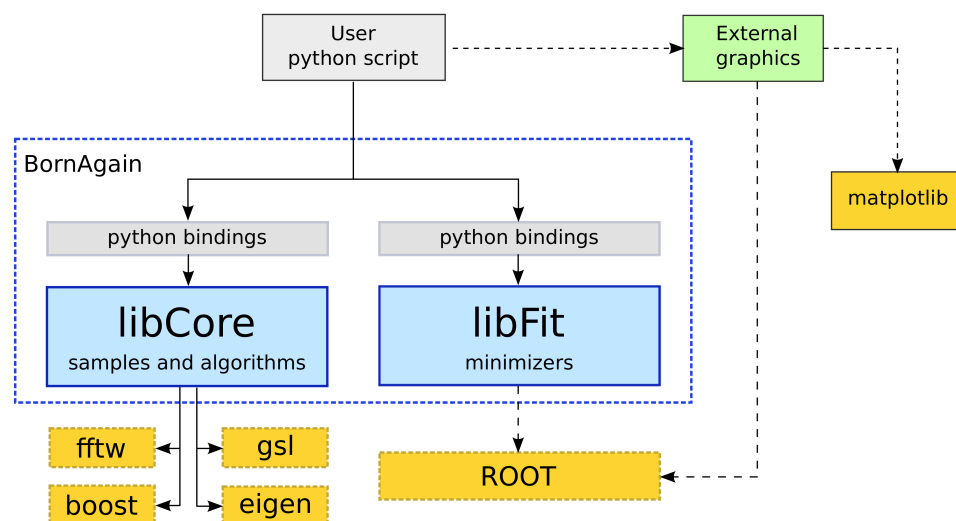 User
python script
External
graphics
BornAgain
matplotlib
python bindings
python bindings
libCore
samples and algorithms
libFit
minimizers
fftw
gsl
ROOT
boost
eigen